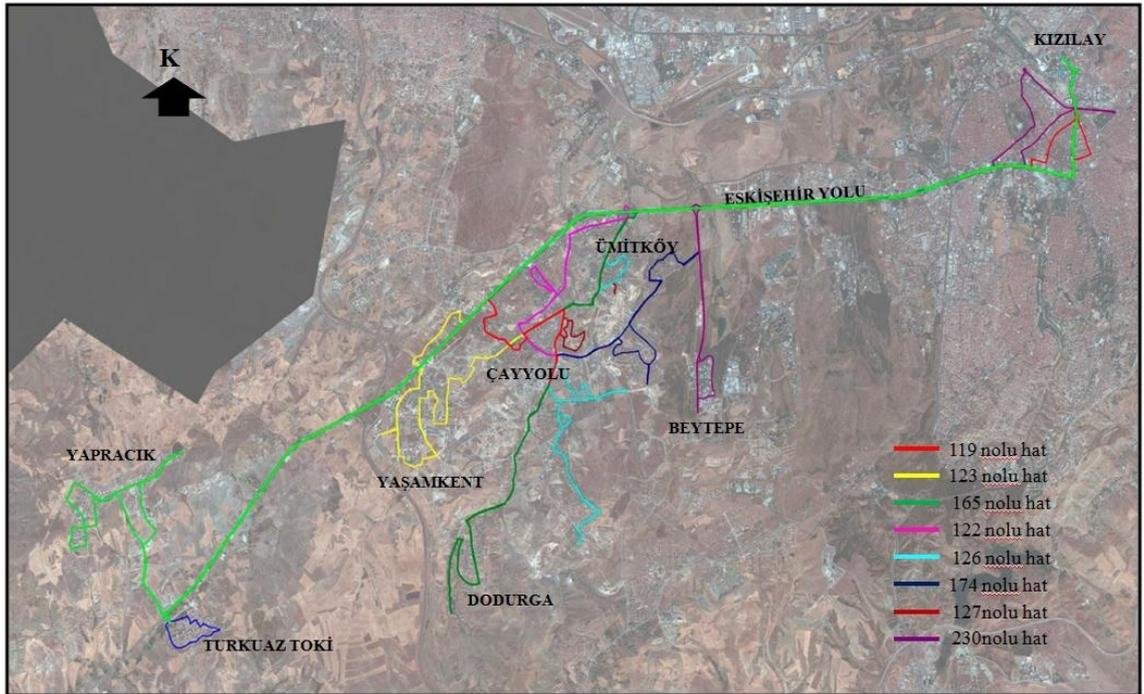 KIZILAY
K
ESKİŞEHİR YOLU
ÜMİTKÖY
ÇAYYOLU
BEYTEPE
YAPRACIK
YAŞAMKENT
DODURGA
TURKUAZ TOKİ
119 nolu hat
123 nolu hat
165 nolu hat
122 nolu hat
126 nolu hat
174 nolu hat
127nolu hat
230nolu hat